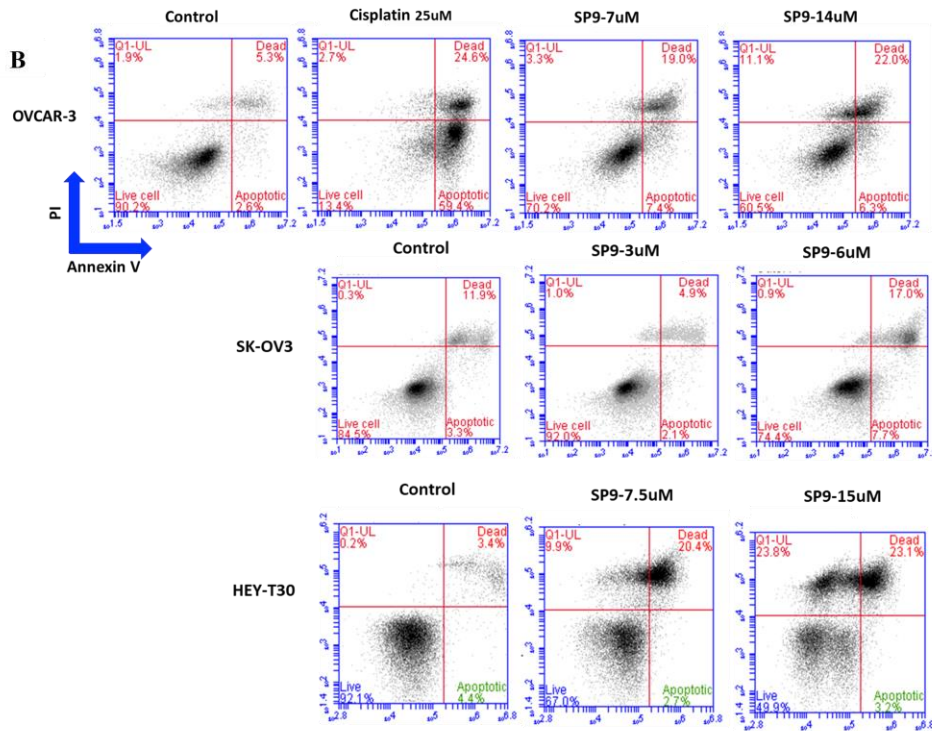 Control Cisplatin 25uM SP9-7uM SP9-14uM
B
OVCAR-3
Q1-UL Dead
1.9% 5.3%
Live cell Apoptotic
90.2% 2.6%
Q1-UL Dead
2.7% 24.6%
Live cell Apoptotic
13.4% 59.4%
Q1-UL Dead
3.3% 19.0%
Live cell Apoptotic
70.2% 7.4%
Q1-UL Dead
11.1% 22.0%
Live cell Apoptotic
60.5% 6.3%
PI
Annexin V
Control SP9-3uM SP9-6uM
SK-OV3
Q1-UL Dead
0.3% 11.9%
Live cell Apoptotic
84.5% 3.3%
Q1-UL Dead
1.0% 4.9%
Live cell Apoptotic
92.0% 2.1%
Q1-UL Dead
0.9% 17.0%
Live cell Apoptotic
74.4% 7.7%
Control SP9-7.5uM SP9-15uM
HEY-T30
Q1-UL Dead
0.2% 3.4%
Live Apoptotic
92.1% 4.4%
Q1-UL Dead
9.9% 20.4%
Live Apoptotic
67.0% 2.7%
Q1-UL Dead
23.8% 23.1%
Live Apoptotic
49.9% 3.2%